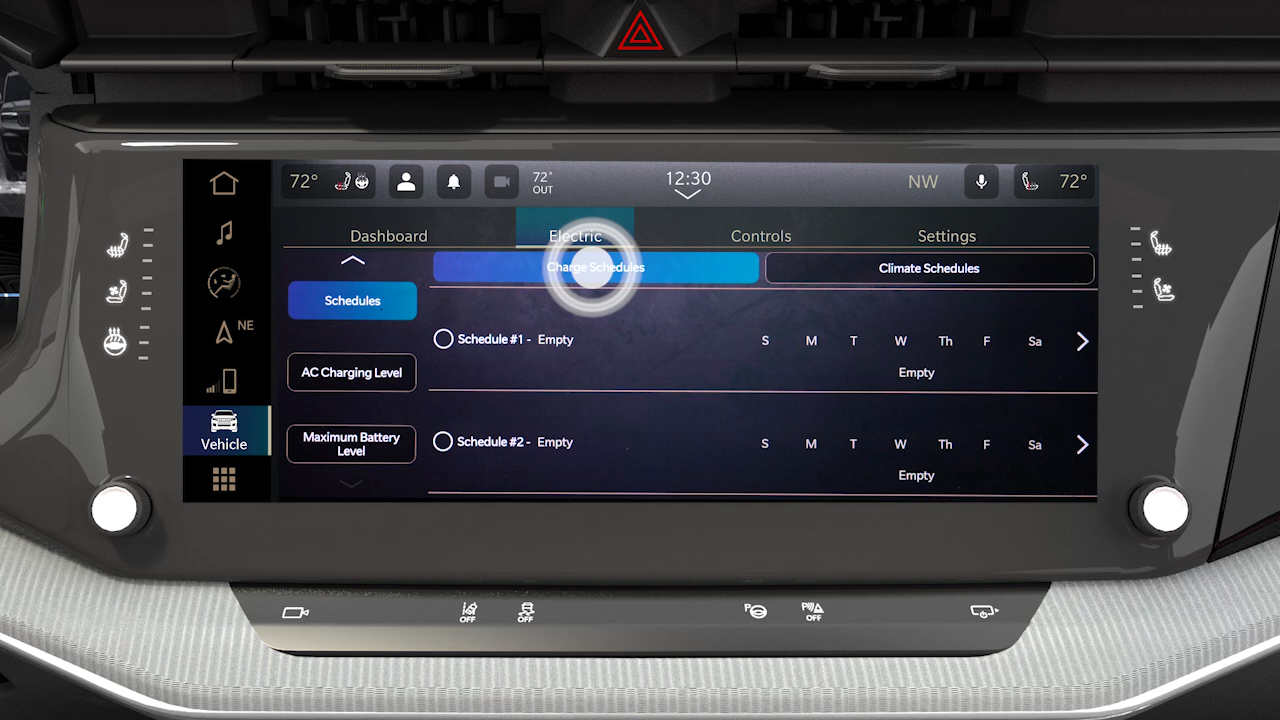 72°
72°
OUT
12:30
NW
72°
Dashboard
Electric
Controls
Settings
Charge Schedules
Climate Schedules
Schedules
AC Charging Level
Maximum Battery
Level
NE
Vehicle
Schedule #1 - Empty
S M T W Th F Sa
Empty
Schedule #2 - Empty
S M T W Th F Sa
Empty
OFF
OFF
P
P
OFF